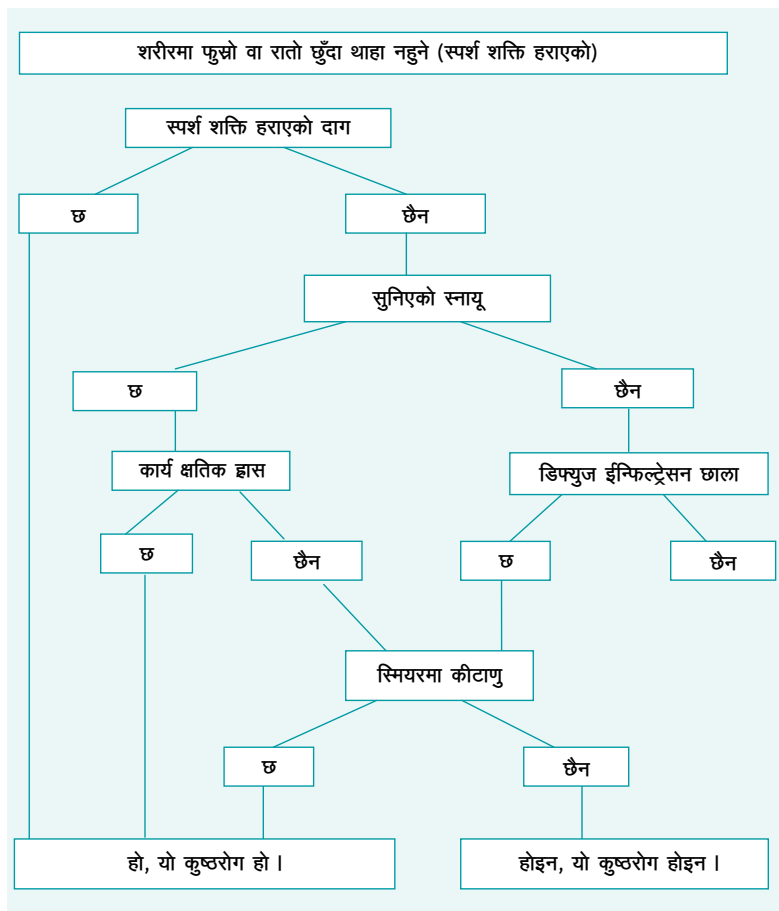 शरीरमा फुस्रो वा रातो छुँदा थाहा नहुने (स्पर्श शक्ति हराएको)
स्पर्श शक्ति हराएको दाग
छ
छैन
सुनिएको स्नायू
छ
छैन
कार्य क्षतिक ह्रास
डिफ्युज ईन्फिल्ट्रेसन छाला
छ
छैन
छ
छैन
स्मियरमा कीटाणु
छ
छैन
हो, यो कुष्ठरोग हो ।
होइन, यो कुष्ठरोग होइन ।